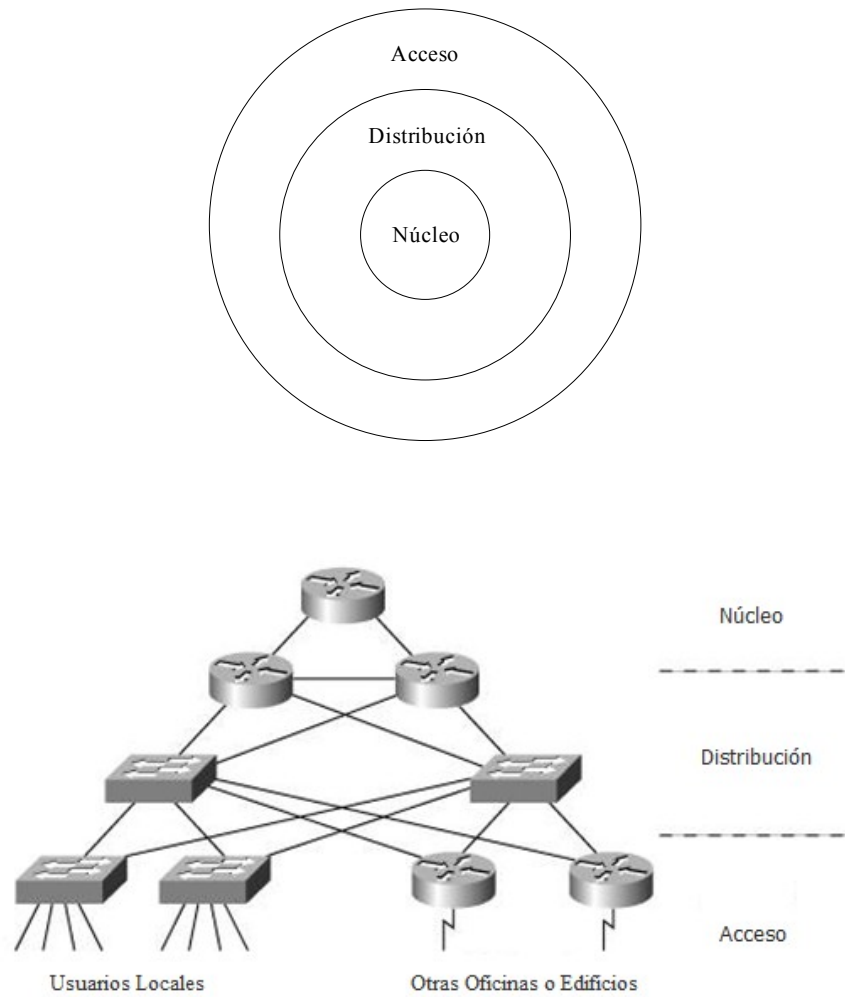 Acceso
Distribución
Núcleo
Núcleo
Distribución
Acceso
Usuarios Locales
Otras Oficinas o Edificios